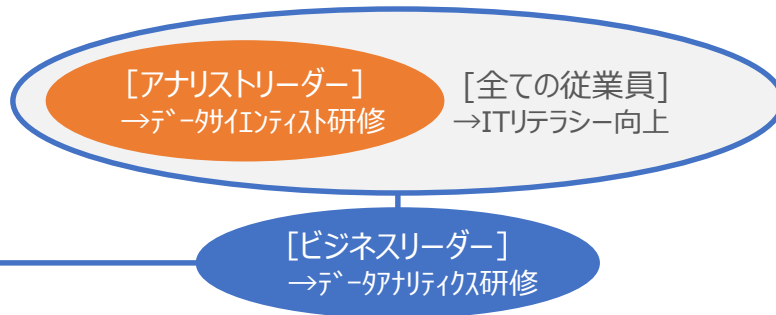 [アナリストリーダー]
→ﾃﾞｰﾀｻｲｴﾝﾃｨｽﾄ研修
[全ての従業員]
→ITﾘﾃﾗｼｰ向上
[ビジネスリーダー]
→ﾃﾞｰﾀｱﾅﾘﾃｨｸｽ研修